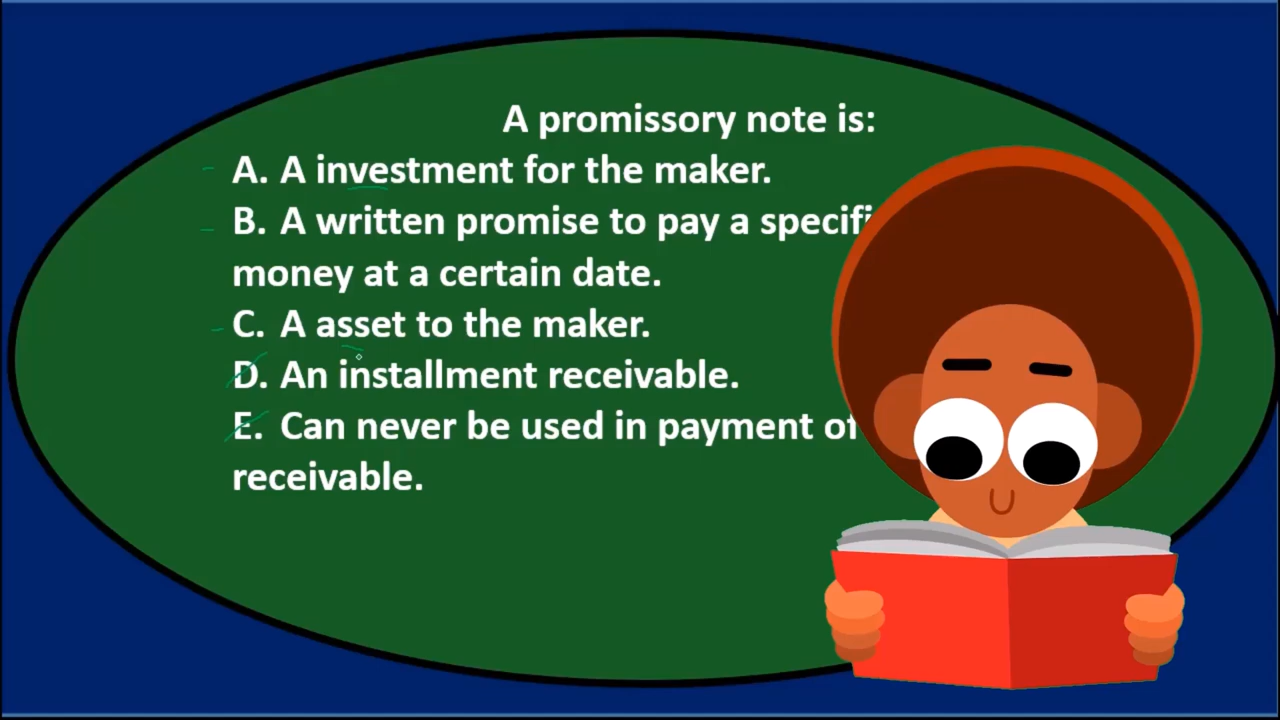 A promissory note is:
A. A investment for the maker.
B. A written promise to pay a
money at a certain date.
C. A asset to the maker.
D. An installment receivable.
E. Can never be used in payment of
receivable.